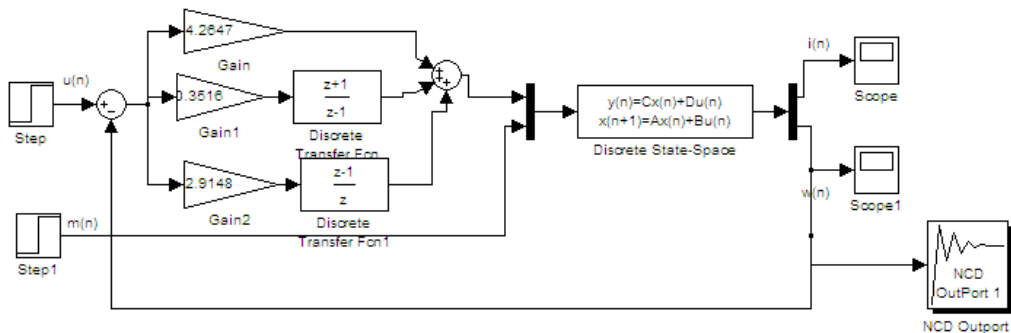 4.2647
Gain
u(n)
Step
0.3516
Gain1
z+1
z-1
Discrete
Transfer Fcn
2.9148
Gain2
z-1
z
Discrete
Transfer Fcn1
m(n)
Step1
y(n)=Cx(n)+Du(n)
x(n+1)=Ax(n)+Bu(n)
Discrete State-Space
i(n)
Scope
w(n)
Scope1
NCD
OutPort 1
NCD Outport